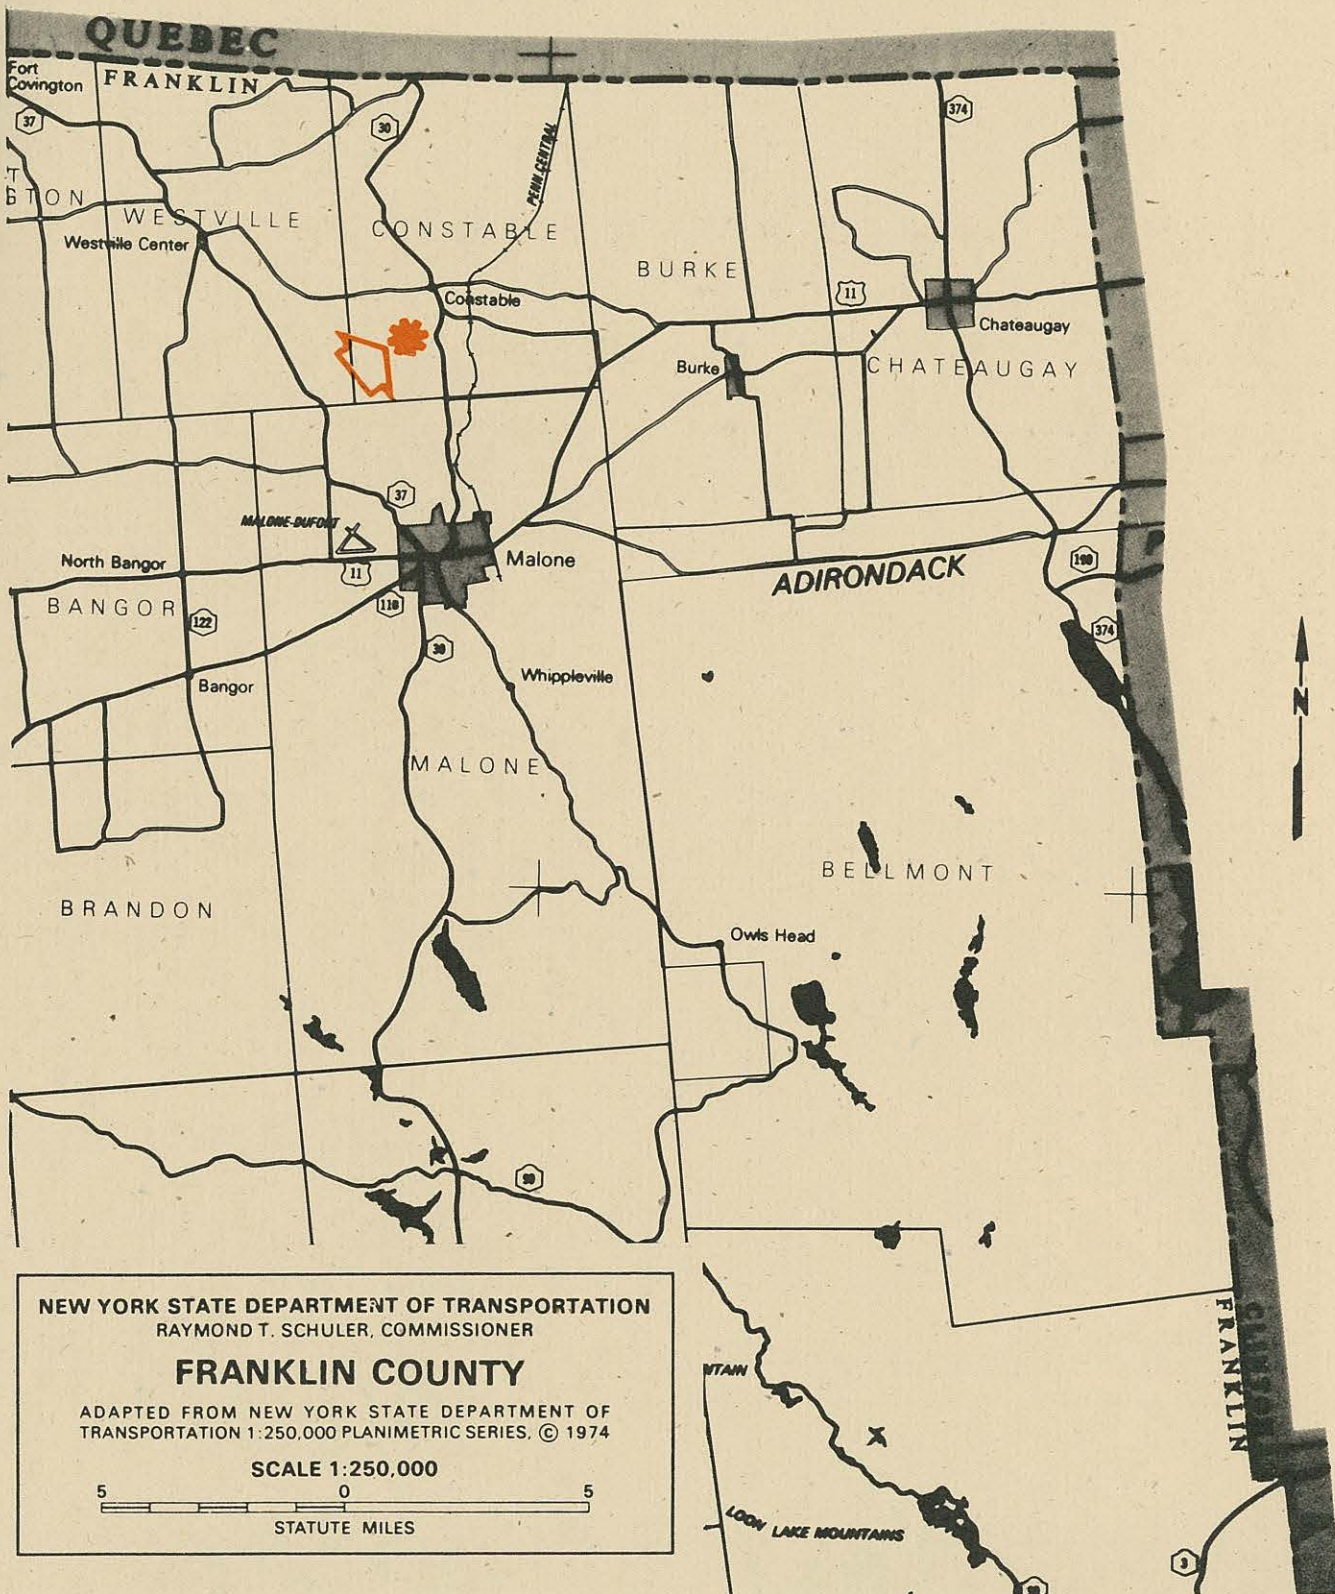 QUEBEC
Fort
Covington
FRANKLIN
37
30
PENN CENTRAL
374
T
GTON
WESTVILLE
Westville Center
CONSTABLE
BURKE
11
Constable
Chateaugay
Burke
CHATEAUGAY
37
MALONE-DUFORT
North Bangor
11
Malone
ADIRONDACK
190
BANGOR
122
30
374
Bangor
Whippleville
MALONE
BELLMONT
BRANDON
Owls Head
N
NEW YORK STATE DEPARTMENT OF TRANSPORTATION
RAYMOND T. SCHULER, COMMISSIONER
FRANKLIN COUNTY
ADAPTED FROM NEW YORK STATE DEPARTMENT OF
TRANSPORTATION 1:250,000 PLANIMETRIC SERIES, © 1974
SCALE 1:250,000
5 0 5
STATUTE MILES
CLINTON
FRANKLIN
NTAIN
LOON LAKE MOUNTAINS
3